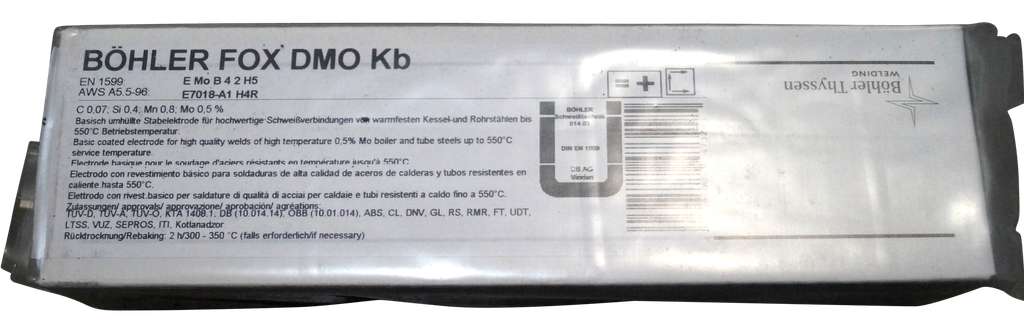 BÖHLER FOX DMO Kb
EN 1599: E Mo B 4 2 H5
AWS A5.5-96: E7018-A1 H4R
C 0.07; Si 0.4; Mn 0.8; Mo 0.5 %
Basisch umhüllte Stabelektrode für hochwertige Schweißverbindungen von warmfesten Kessel-und Rohrstählen bis
550°C Betriebstemperatur.
Basic coated electrode for high quality welds of high temperature 0,5% Mo boiler and tube steels up to 550°C
service temperature.
Electrode basique pour le soudage d'aciers résistants en température jusqu'à 550°C
Elektrodo con revestimiento básico para soldaduras de alta calidad de aceros de calderas y tubos resistentes en
caliente hasta 550°C.
Elettrodo con rivest.basico per saldature di qualità di acciai per caldaie e tubi resistenti a caldo fino a 550°C.
Zulassungen/ approvals/ approvazione/ aprobación/ agréations:
TÜV-D, TÜV-A, TÜV-O, KTA 1408.1, DB (10.014.14), ÖBB (10.01.014), ABS, CL, DNV, GL, RS, RMR, FT, UDT,
LTSS, VUZ, SEPROS, ITI, Kotlanadzor
Rücktrocknung/Rebaking: 2 h/300 - 350 °C (falls erforderlich/if necessary)
BÖHLER
Schweißtechnik
014.03
DIN EN 1599
DB AG
Minden
= +
Böhler Thyssen
WELDING